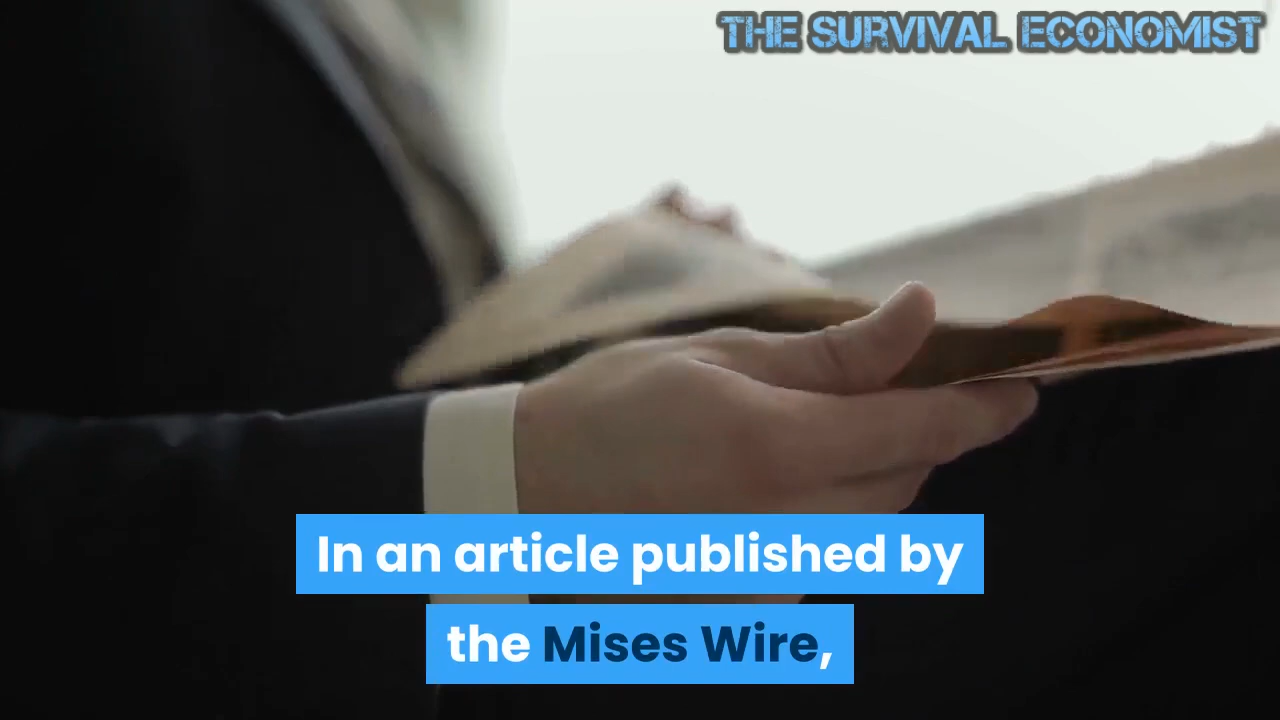 THE SURVIVAL ECONOMIST
In an article published by
the Mises Wire,